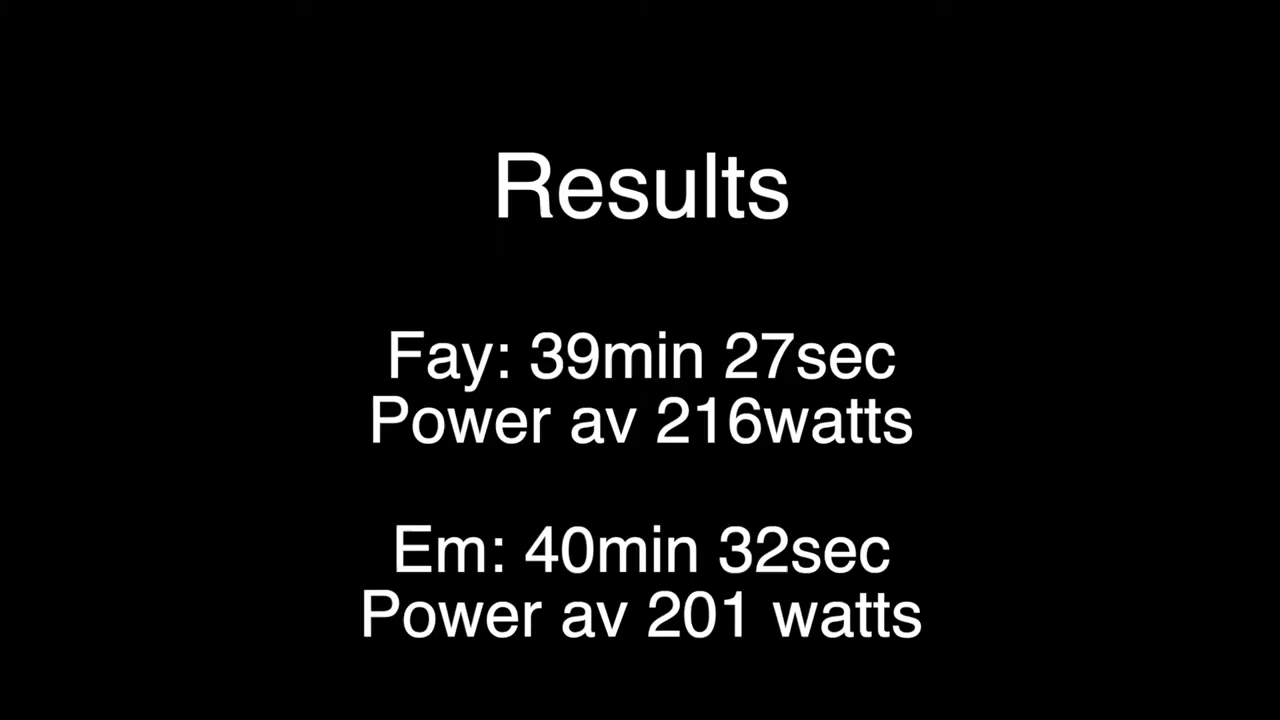 Results
Fay: 39min 27sec
Power av 216watts
Em: 40min 32sec
Power av 201 watts